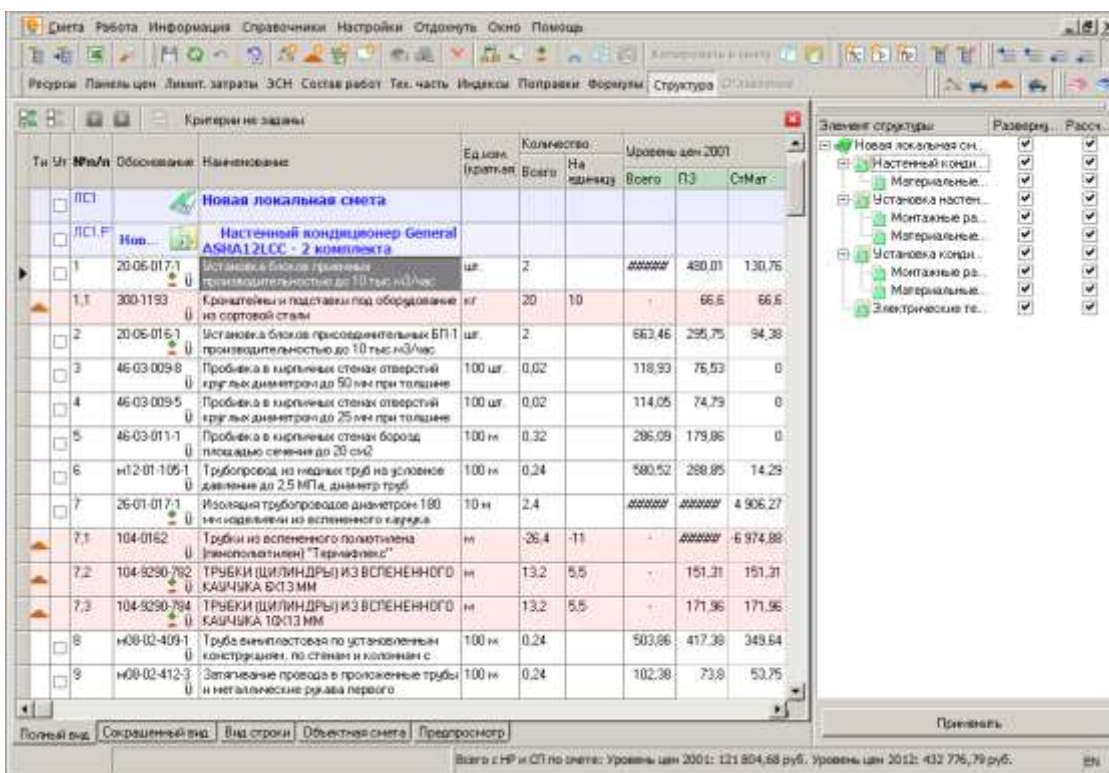 Смета Работа Информация Справочники Настройки Отдохнуть Окно Помощь
Ресурсы Панель цен Лимит. затраты ЭСН Состав работ Тех. часть Индексы Поправки Формулы Структура
Критерии не заданы
Ти Уг №п/п Обоснование Наименование Ед.изм. (краткая) Количество Всего На единицу Уровень цен 2001 Всего ПЗ СтМат
ЛС1 Новая локальная смета
ЛС1.Р Нов... Настенный кондиционер General ASHA12LCC - 2 комплекта
1 20-06-017-1 Установка блоков приемных производительностью до 10 тыс.м3/час шт. 2 ##### 480,01 130,76
1,1 300-1193 Кронштейны и подставки под оборудование из сортовой стали кг 20 10 - 66,6 66,6
2 20-06-016-1 Установка блоков присоединительных БП-1 производительностью до 10 тыс.м3/час шт. 2 663,46 295,75 94,38
3 46-03-009-8 Пробивка в кирпичных стенах отверстий круглых диаметром до 50 мм при толщине 100 шт. 0,02 118,93 76,53 0
4 46-03-009-5 Пробивка в кирпичных стенах отверстий круглых диаметром до 25 мм при толщине 100 шт. 0,02 114,05 74,79 0
5 46-03-011-1 Пробивка в кирпичных стенах борозд площадью сечения до 20 см2 100 м 0,32 286,09 179,86 0
6 м12-01-105-1 Трубопровод из медных труб на условное давление до 2,5 МПа, диаметр труб 100 м 0,24 580,52 288,85 14,29
7 26-01-017-1 Изоляция трубопроводов диаметром 180 мм изделиями из вспененного каучука 10 м 2,4 ##### ##### 4 906,27
7,1 104-0162 Трубки из вспененного полиэтилена (пенополиэтилен) "Термафлекс" м -26,4 -11 - ##### -6 974,88
7,2 104-9290-782 ТРУБКИ (ЦИЛИНДРЫ) ИЗ ВСПЕНЕННОГО КАУЧУКА 6Х13 ММ м 13,2 5,5 - 151,31 151,31
7,3 104-9290-784 ТРУБКИ (ЦИЛИНДРЫ) ИЗ ВСПЕНЕННОГО КАУЧУКА 10Х13 ММ м 13,2 5,5 - 171,96 171,96
8 м08-02-409-1 Труба винипластовая по установленным конструкциям, по стенам и колоннам с 100 м 0,24 503,86 417,38 349,64
9 м08-02-412-3 Затягивание провода в проложенные трубы и металлические рукава первого 100 м 0,24 102,38 73,8 53,75
Полный вид Сокращенный вид Вид строки Объектная смета Предпросмотр
Элемент структуры Разверну... Рассч.
Новая локальная см...
Настенный конди...
Материальные...
Установка настен...
Монтажные ра...
Материальные...
Установка конди...
Монтажные ра...
Материальные...
Электрические те...
Применить
Всего с НР и СП по смете: Уровень цен 2001: 121 804,68 руб. Уровень цен 2012: 432 776,79 руб. EN